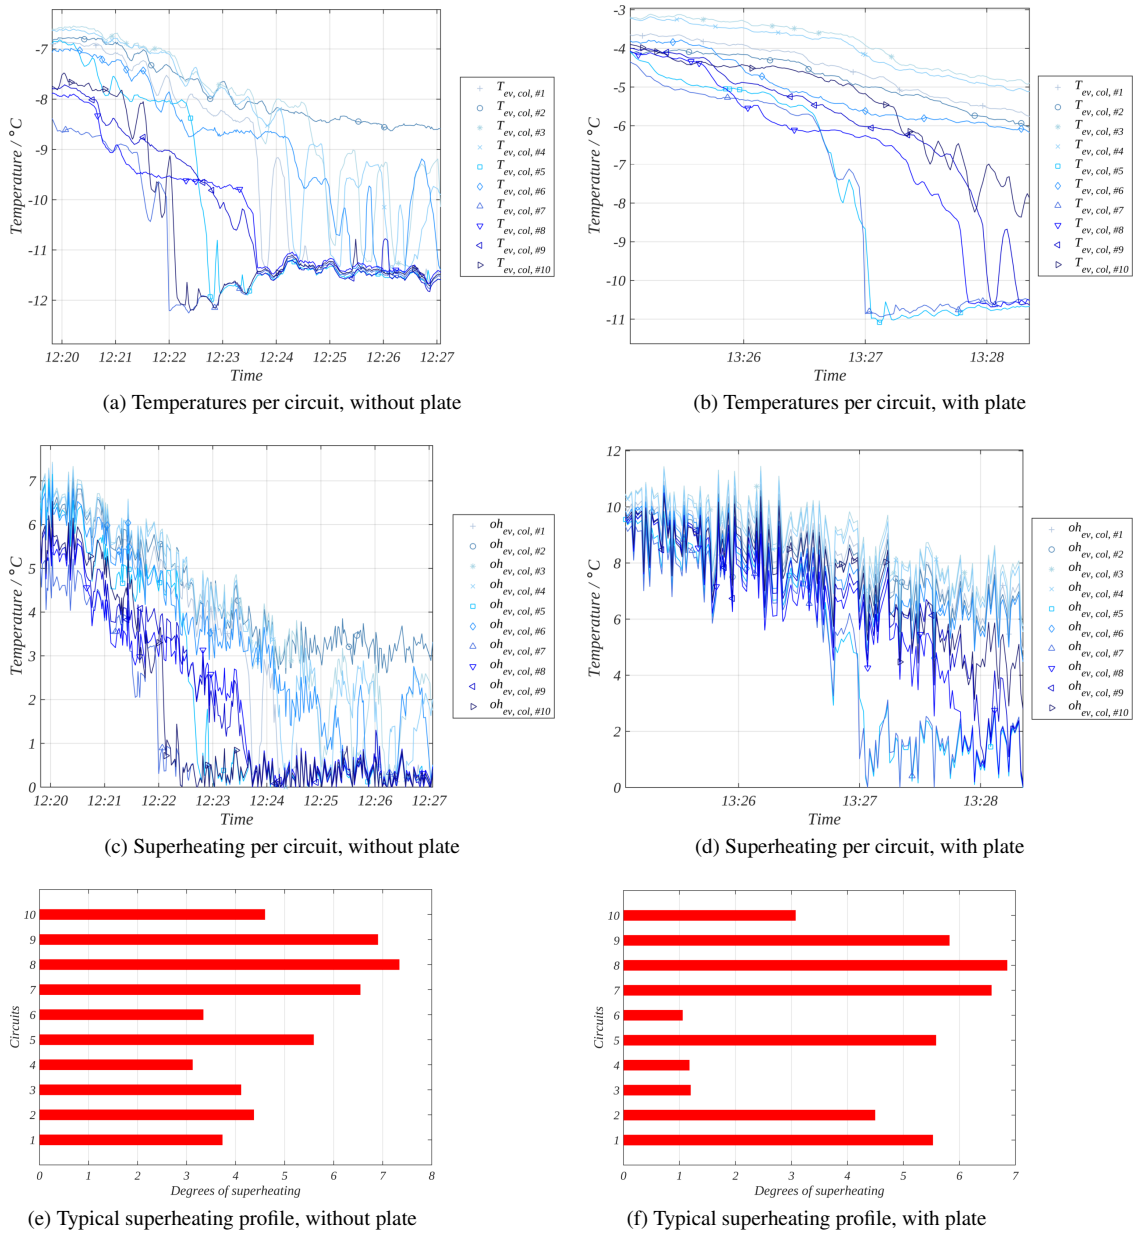 -3
-4
-5
-6
-7
-8
-9
-10
-11
-7
-8
-9
-10
-11
-12
Temperature / °C
Temperature / °C
12:20 12:21 12:22 12:23 12:24 12:25 12:26 12:27
Time
13:26 13:27 13:28
Time
T ev, col, #1
T ev, col, #2
T ev, col, #3
T ev, col, #4
T ev, col, #5
T ev, col, #6
T ev, col, #7
T ev, col, #8
T ev, col, #9
T ev, col, #10
T ev, col, #1
T ev, col, #2
T ev, col, #3
T ev, col, #4
T ev, col, #5
T ev, col, #6
T ev, col, #7
T ev, col, #8
T ev, col, #9
T ev, col, #10
(a) Temperatures per circuit, without plate
(b) Temperatures per circuit, with plate
7
6
5
4
3
2
1
0
Temperature / °C
12:20 12:21 12:22 12:23 12:24 12:25 12:26 12:27
Time
oh ev, col, #1
oh ev, col, #2
oh ev, col, #3
oh ev, col, #4
oh ev, col, #5
oh ev, col, #6
oh ev, col, #7
oh ev, col, #8
oh ev, col, #9
oh ev, col, #10
12
10
8
6
4
2
0
Temperature / °C
13:26 13:27 13:28
Time
oh ev, col, #1
oh ev, col, #2
oh ev, col, #3
oh ev, col, #4
oh ev, col, #5
oh ev, col, #6
oh ev, col, #7
oh ev, col, #8
oh ev, col, #9
oh ev, col, #10
(c) Superheating per circuit, without plate
(d) Superheating per circuit, with plate
10
9
8
7
6
5
4
3
2
1
Circuits
0 1 2 3 4 5 6 7 8
Degrees of superheating
10
9
8
7
6
5
4
3
2
1
Circuits
0 1 2 3 4 5 6 7
Degrees of superheating
(e) Typical superheating profile, without plate
(f) Typical superheating profile, with plate